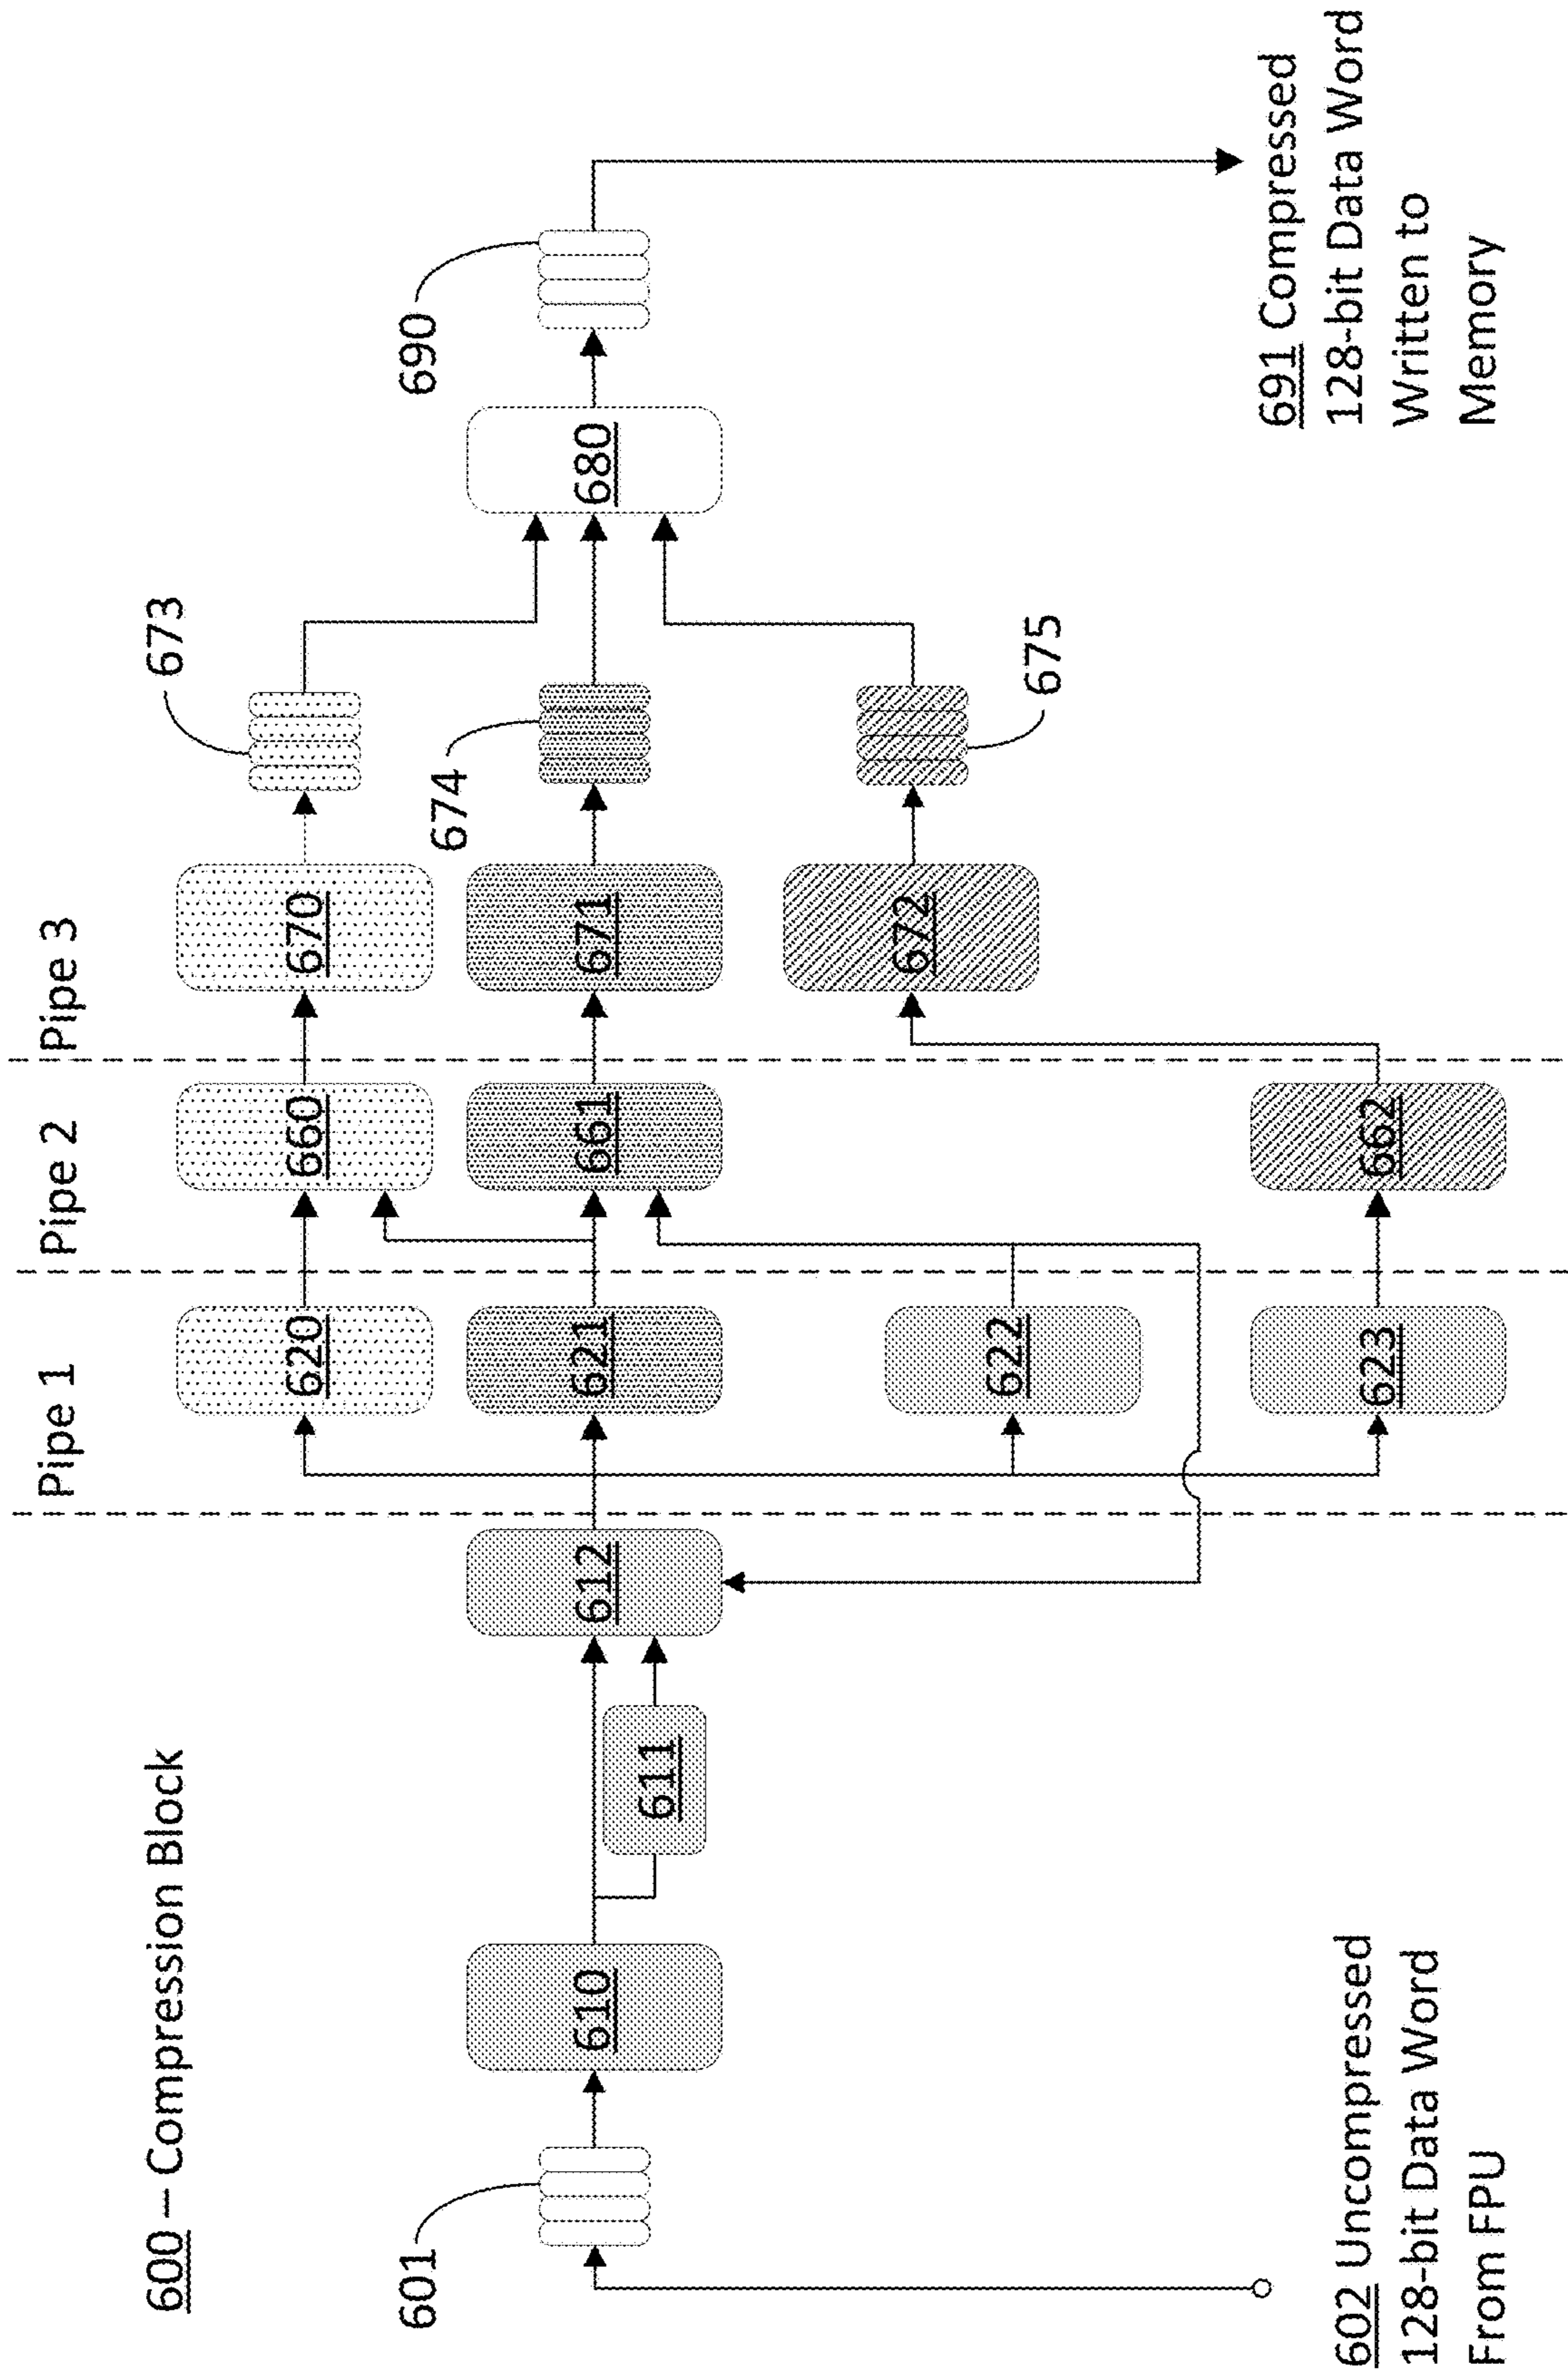 600 – Compression Block
Pipe 1
Pipe 2
Pipe 3
601
602 Uncompressed
128-bit Data Word
From FPU
610
611
612
620
621
622
623
660
661
662
670
671
672
673
674
675
680
690
691 Compressed
128-bit Data Word
Written to
Memory